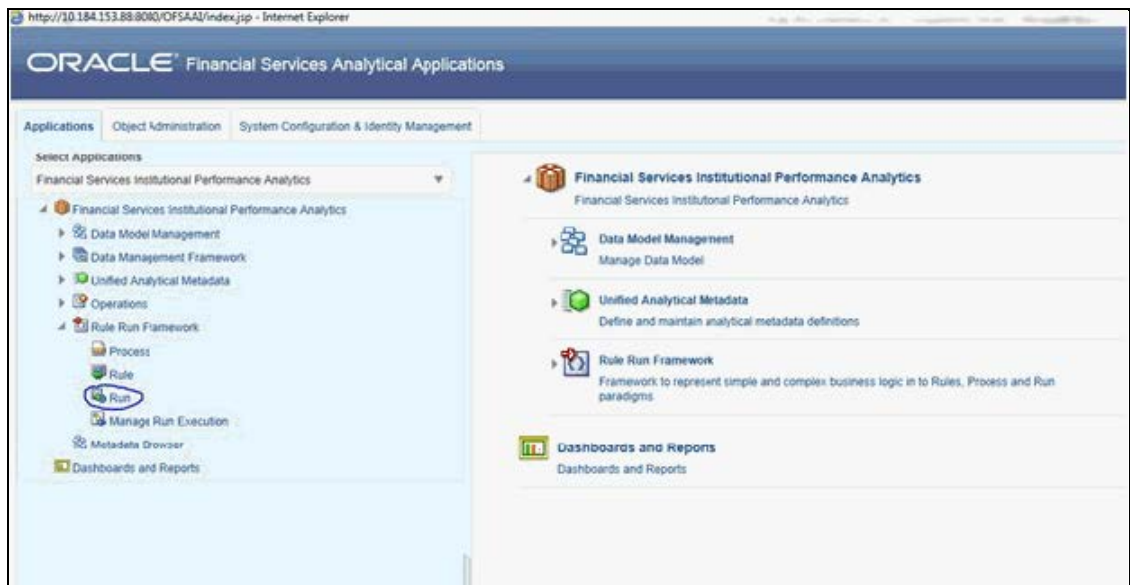 http://10.184.153.88:8080/OFSAAI/index.jsp - Internet Explorer
ORACLE Financial Services Analytical Applications
Applications Object Administration System Configuration & Identity Management
Select Applications
Financial Services Institutional Performance Analytics
Financial Services Institutional Performance Analytics
Data Model Management
Data Management Framework
Unified Analytical Metadata
Operations
Rule Run Framework
Process
Rule
Run
Manage Run Execution
Metadata Browser
Dashboards and Reports
Financial Services Institutional Performance Analytics
Financial Services Institutional Performance Analytics
Data Model Management
Manage Data Model
Unified Analytical Metadata
Define and maintain analytical metadata definitions
Rule Run Framework
Framework to represent simple and complex business logic in to Rules, Process and Run
paradigms
Dashboards and Reports
Dashboards and Reports